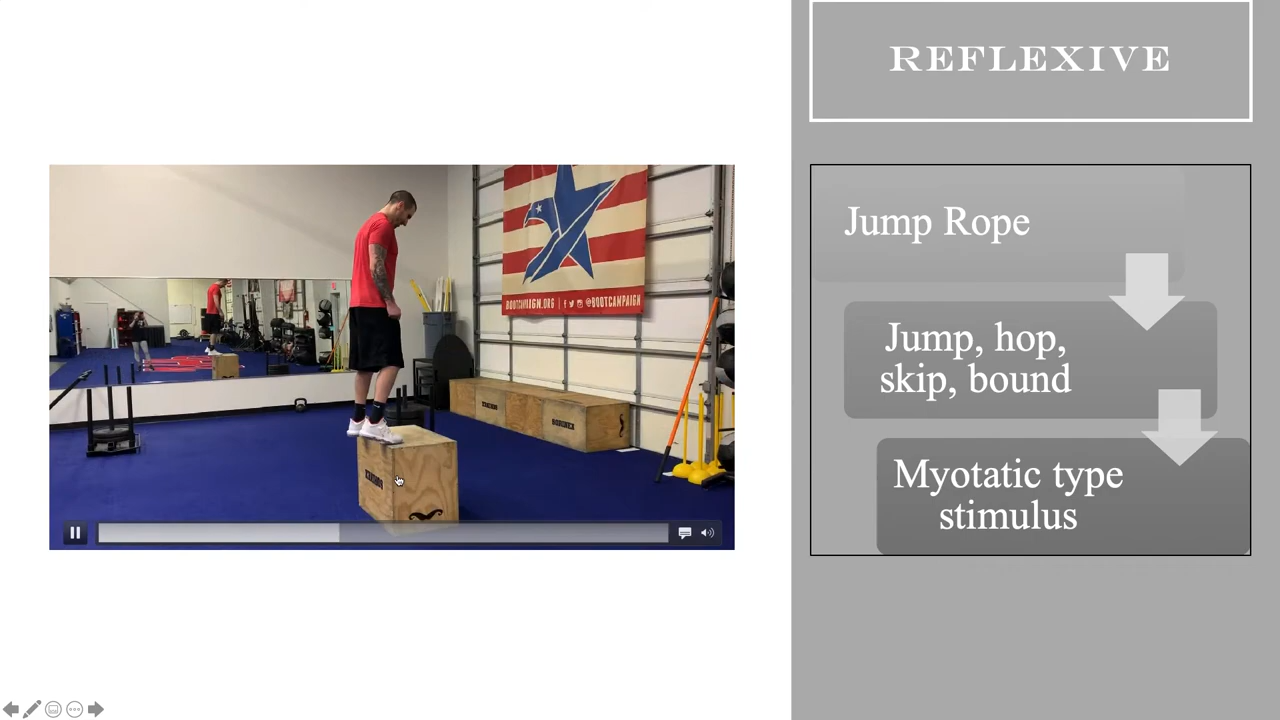 REFLEXIVE
Jump Rope
Jump, hop,
skip, bound
Myotatic type
stimulus
BOOTCAMPAIGN.ORG | @BOOTCAMPAIGN